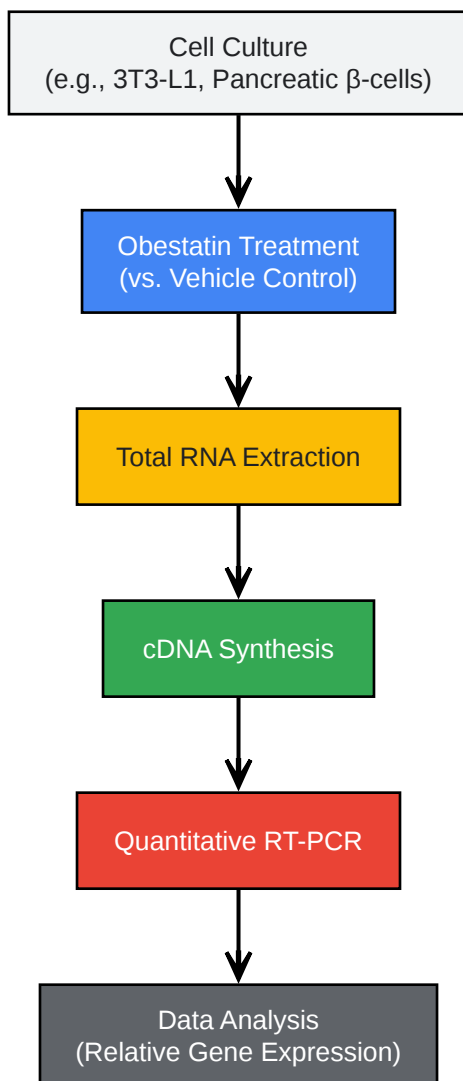 Cell Culture
(e.g., 3T3-L1, Pancreatic β-cells)
Obestatin Treatment
(vs. Vehicle Control)
Total RNA Extraction
cDNA Synthesis
Quantitative RT-PCR
Data Analysis
(Relative Gene Expression)